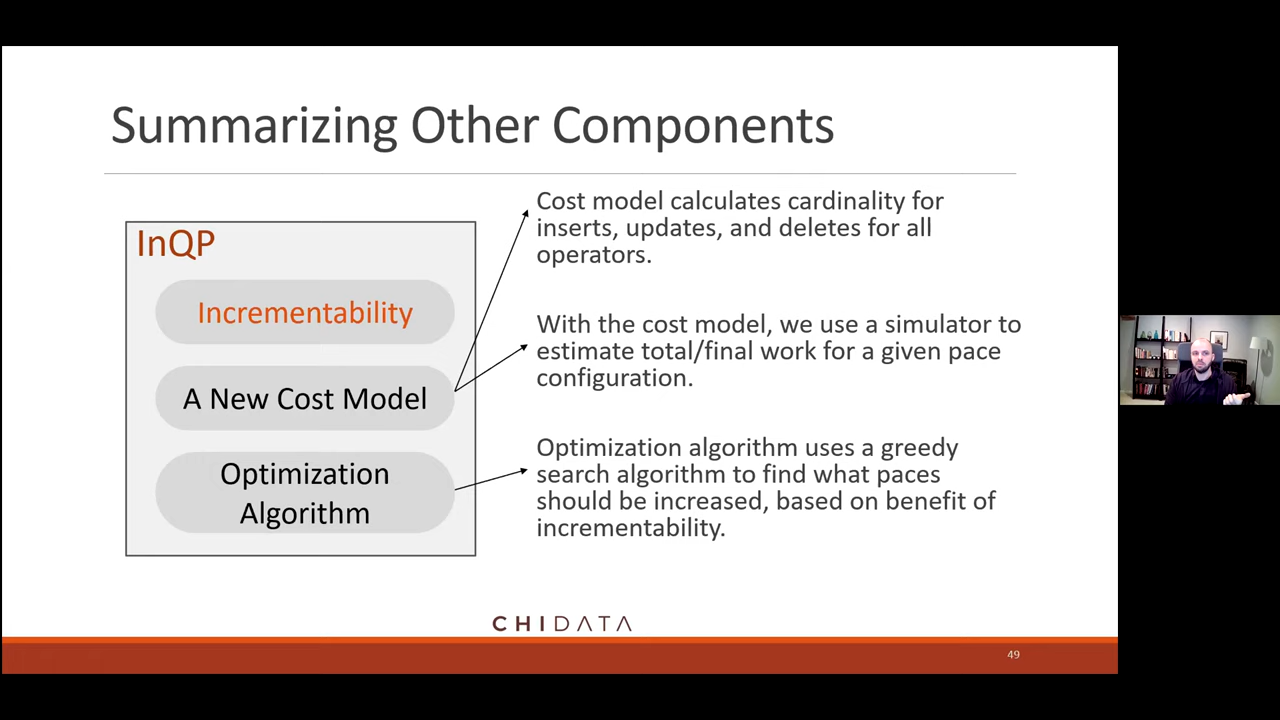 Summarizing Other Components
InQP
Incrementability
A New Cost Model
Optimization
Algorithm
Cost model calculates cardinality for
inserts, updates, and deletes for all
operators.
With the cost model, we use a simulator to
estimate total/final work for a given pace
configuration.
Optimization algorithm uses a greedy
search algorithm to find what paces
should be increased, based on benefit of
incrementability.
CHIDATA
49